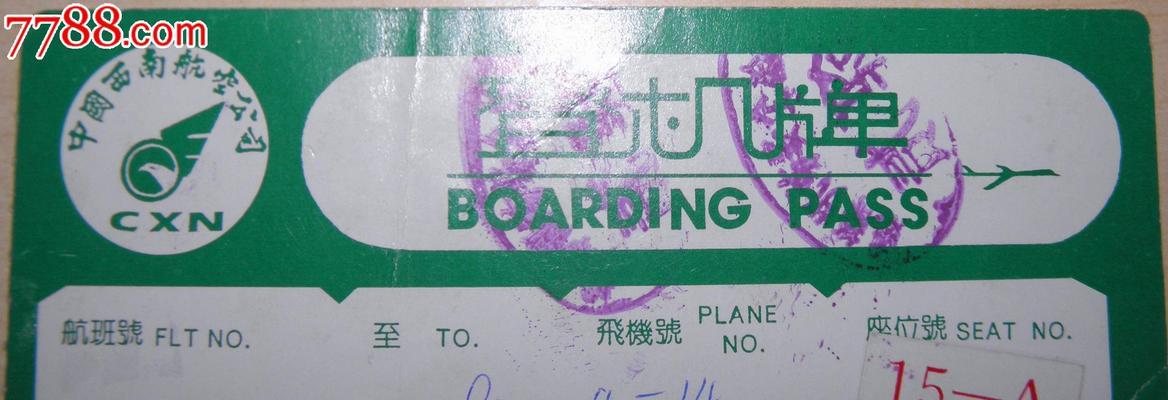 7788.com
中國西南航空公司
CXN
登机牌
BOARDING PASS
航班號 FLT NO.
至 TO.
飛機號 PLANE NO.
座位號 SEAT NO.
15-A